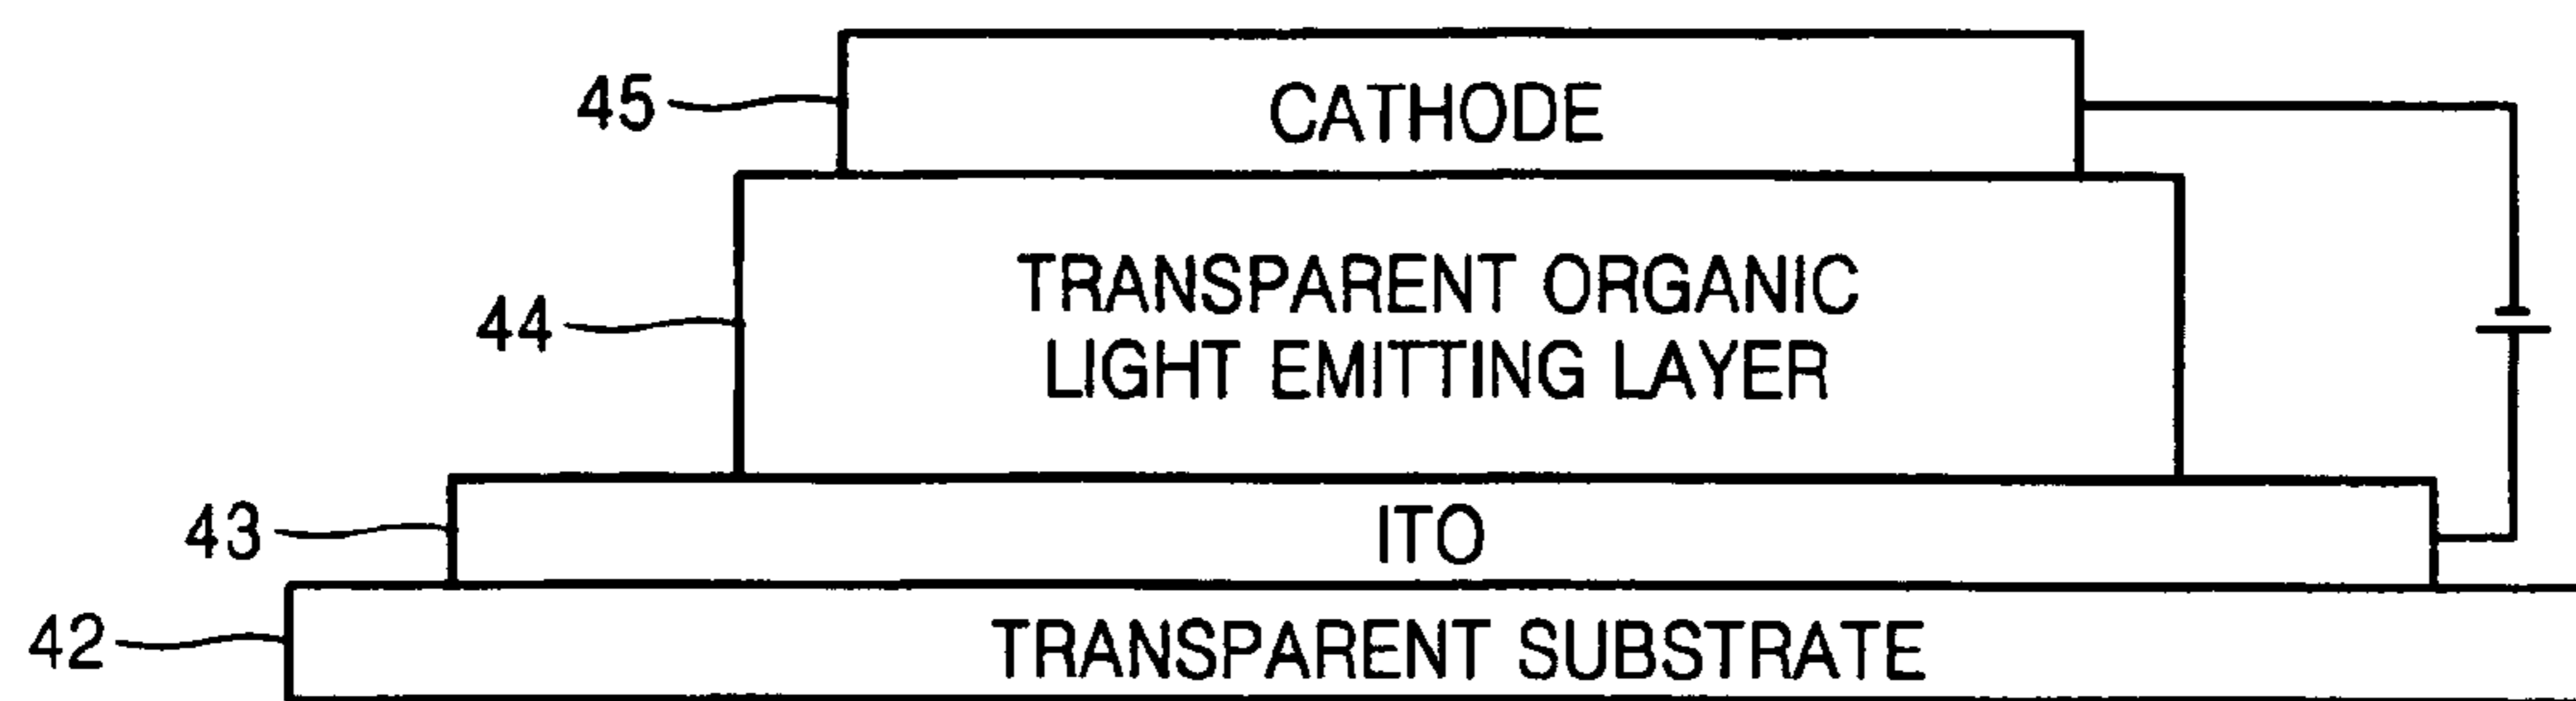 45
CATHODE
44
TRANSPARENT ORGANIC
LIGHT EMITTING LAYER
43
ITO
42
TRANSPARENT SUBSTRATE